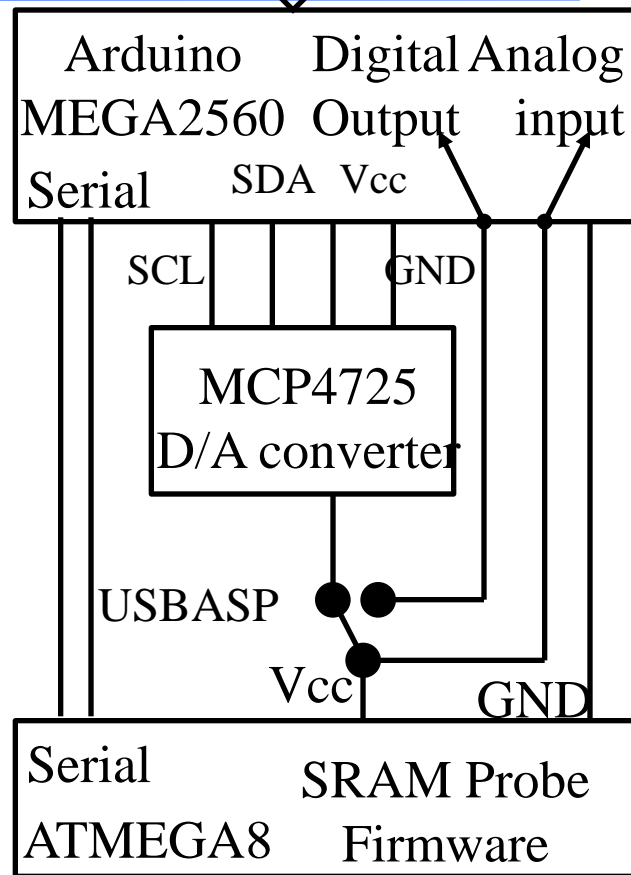 Arduino Digital Analog
MEGA2560 Output input
Serial SDA Vcc
SCL GND
MCP4725
D/A converter
USBASP
Vcc GND
Serial SRAM Probe
ATMEGA8 Firmware